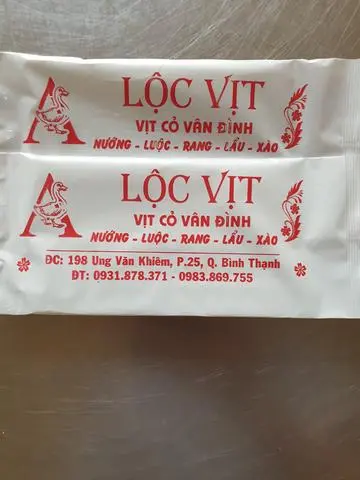 A LỘC VỊT
VỊT CỎ VÂN ĐÌNH
NƯỚNG - LUỘC - RANG - LẨU - XÀO
A LỘC VỊT
VỊT CỎ VÂN ĐÌNH
NƯỚNG - LUỘC - RANG - LẨU - XÀO
ĐC: 198 Ung Văn Khiêm, P.25, Q. Bình Thạnh
ĐT: 0931.878.371 - 0983.869.755